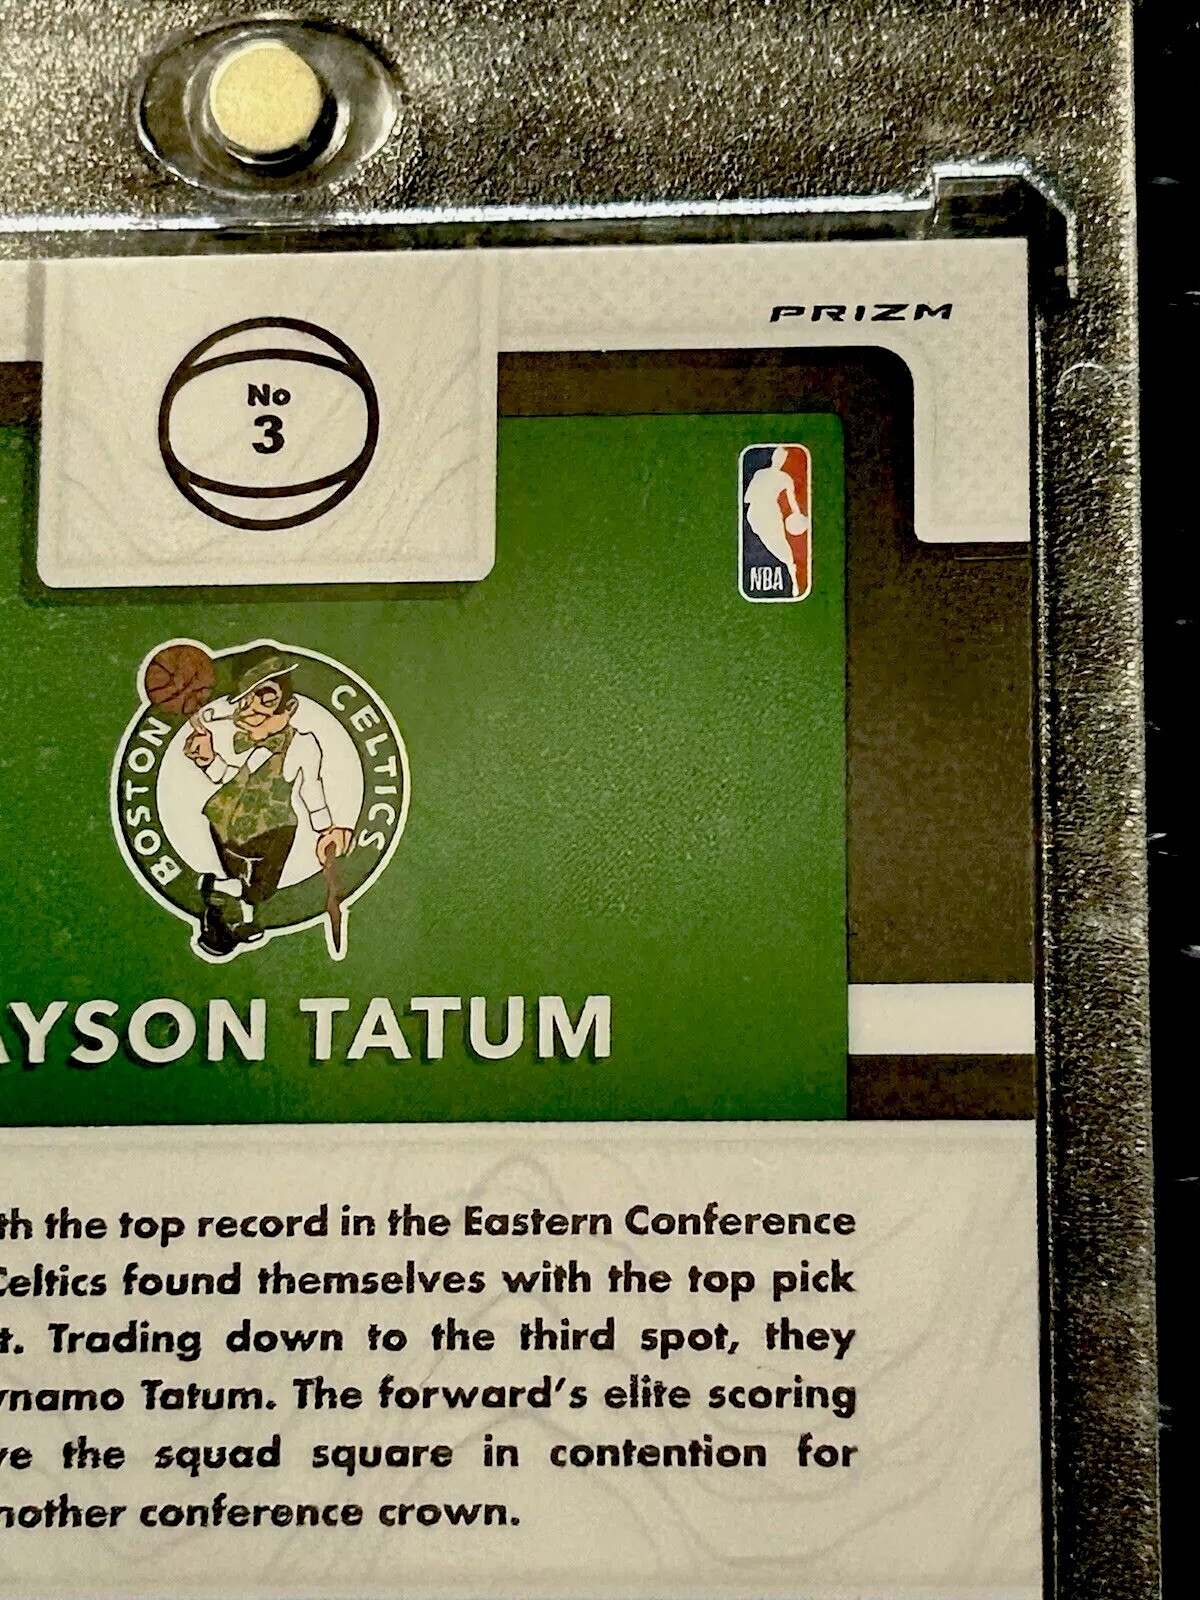 PRIZM
No
3
NBA
BOSTON CELTICS
AYSON TATUM
th the top record in the Eastern Conference
Celtics found themselves with the top pick
t. Trading down to the third spot, they
ynamo Tatum. The forward's elite scoring
ve the squad square in contention for
nother conference crown.